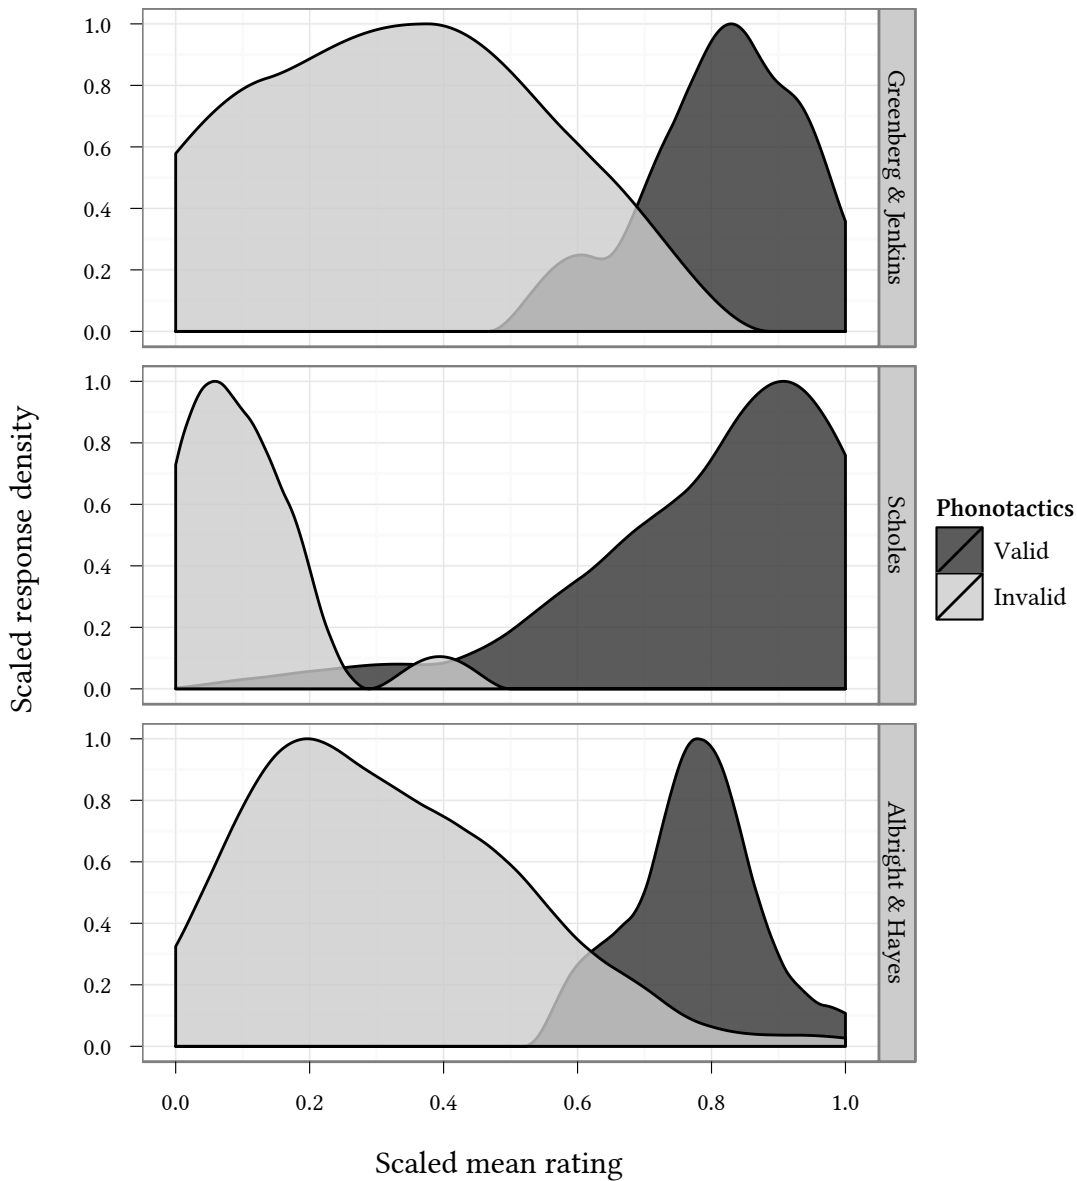 1.0
0.8
0.6
0.4
0.2
0.0
Greenberg & Jenkins
1.0
0.8
0.6
0.4
0.2
0.0
Scholes
1.0
0.8
0.6
0.4
0.2
0.0
Albright & Hayes
0.0 0.2 0.4 0.6 0.8 1.0
Scaled mean rating
Scaled response density
Phonotactics
Valid
Invalid